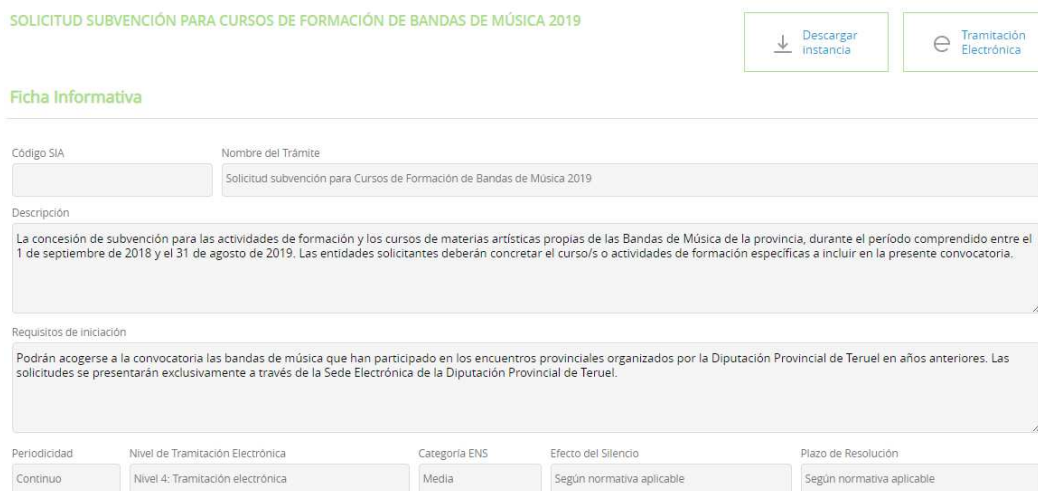 SOLICITUD SUBVENCIÓN PARA CURSOS DE FORMACIÓN DE BANDAS DE MÚSICA 2019
Descargar
instancia
Tramitación
Electrónica
Ficha Informativa
Código SIA Nombre del Trámite
Solicitud subvención para Cursos de Formación de Bandas de Música 2019
Descripción
La concesión de subvención para las actividades de formación y los cursos de materias artísticas propias de las Bandas de Música de la provincia, durante el período comprendido entre el
1 de septiembre de 2018 y el 31 de agosto de 2019. Las entidades solicitantes deberán concretar el curso/s o actividades de formación específicas a incluir en la presente convocatoria.
Requisitos de iniciación
Podrán acogerse a la convocatoria las bandas de música que han participado en los encuentros provinciales organizados por la Diputación Provincial de Teruel en años anteriores. Las
solicitudes se presentarán exclusivamente a través de la Sede Electrónica de la Diputación Provincial de Teruel.
Periodicidad Nivel de Tramitación Electrónica Categoría ENS Efecto del Silencio Plazo de Resolución
Continuo Nivel 4: Tramitación electrónica Media Según normativa aplicable Según normativa aplicable